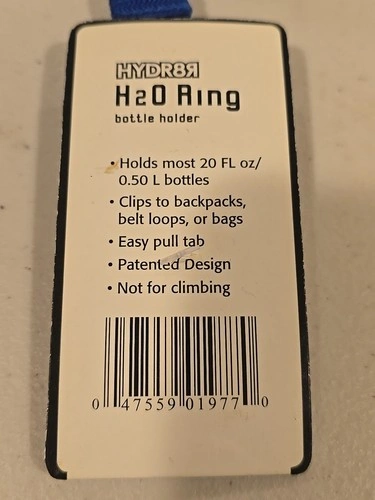 HYDR8R
H2O Ring
bottle holder
• Holds most 20 FL oz/
0.50 L bottles
• Clips to backpacks,
belt loops, or bags
• Easy pull tab
• Patented Design
• Not for climbing
0 47559 01977 0